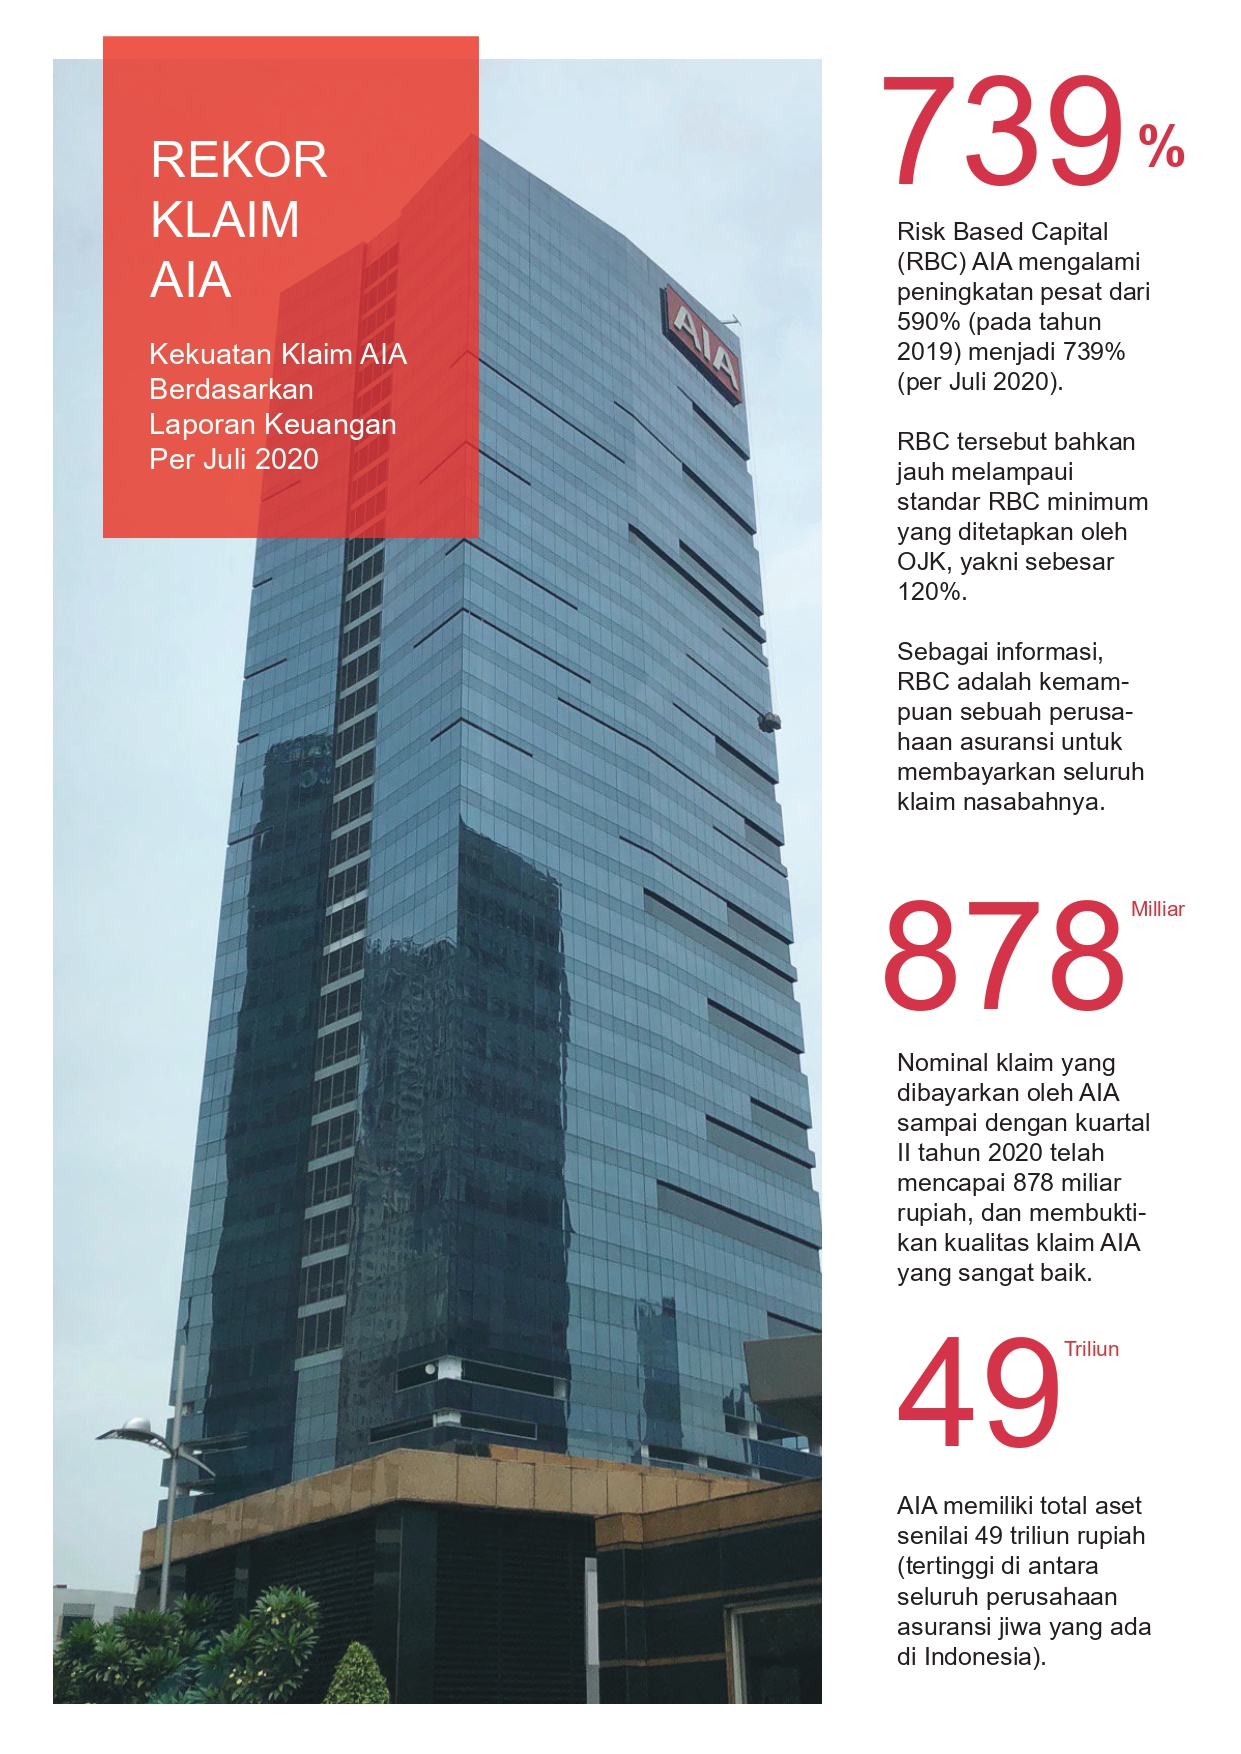 REKOR
KLAIM
AIA
Kekuatan Klaim AIA
Berdasarkan
Laporan Keuangan
Per Juli 2020
AIA
739 %
Risk Based Capital
(RBC) AIA mengalami
peningkatan pesat dari
590% (pada tahun
2019) menjadi 739%
(per Juli 2020).
RBC tersebut bahkan
jauh melampaui
standar RBC minimum
yang ditetapkan oleh
OJK, yakni sebesar
120%.
Sebagai informasi,
RBC adalah kemam-
puan sebuah perusa-
haan asuransi untuk
membayarkan seluruh
klaim nasabahnya.
878 Milliar
Nominal klaim yang
dibayarkan oleh AIA
sampai dengan kuartal
II tahun 2020 telah
mencapai 878 miliar
rupiah, dan membukti-
kan kualitas klaim AIA
yang sangat baik.
49 Triliun
AIA memiliki total aset
senilai 49 triliun rupiah
(tertinggi di antara
seluruh perusahaan
asuransi jiwa yang ada
di Indonesia).